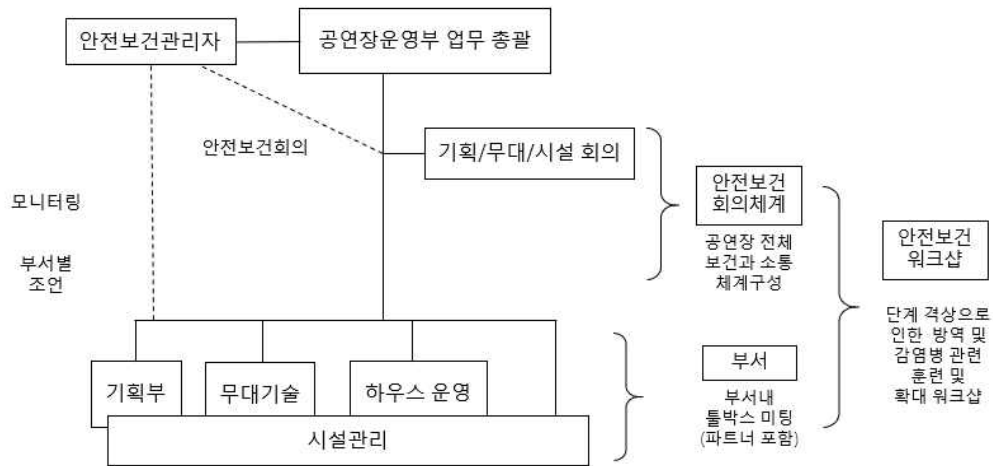 안전보건관리자
공연장운영부 업무 총괄
안전보건회의
기획/무대/시설 회의
모니터링
부서별
조언
안전보건
회의체계
공연장 전체
보건과 소통
체계구성
안전보건
워크샵
단계 격상으로
인한 방역 및
감염병 관련
훈련 및
확대 워크샵
기획부
무대기술
하우스 운영
시설관리
부서
부서내
툴박스 미팅
(파트너 포함)